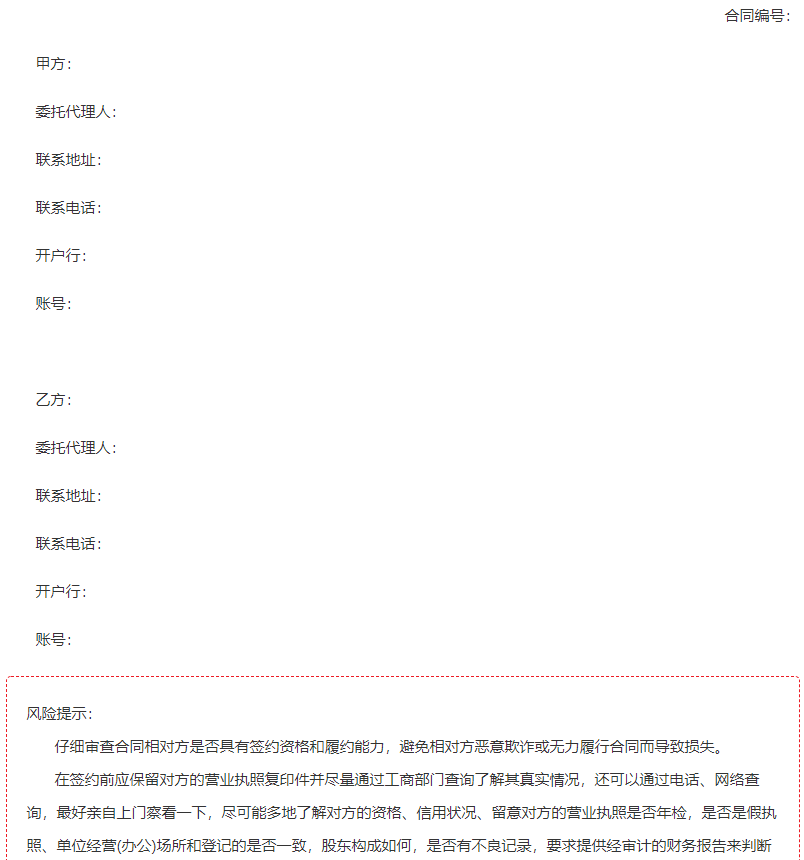 合同编号：
甲方：
委托代理人：
联系地址：
联系电话：
开户行：
账号：
乙方：
委托代理人：
联系地址：
联系电话：
开户行：
账号：
风险提示：
仔细审查合同相对方是否具有签约资格和履约能力，避免相对方恶意欺诈或无力履行合同而导致损失。
在签约前应保留对方的营业执照复印件并尽量通过工商部门查询了解其真实情况，还可以通过电话、网络查
询，最好亲自上门察看一下，尽可能多地了解对方的资格、信用状况、留意对方的营业执照是否年检，是否是假执
照、单位经营(办公)场所和登记的是否一致，股东构成如何，是否有不良记录，要求提供经审计的财务报告来判断